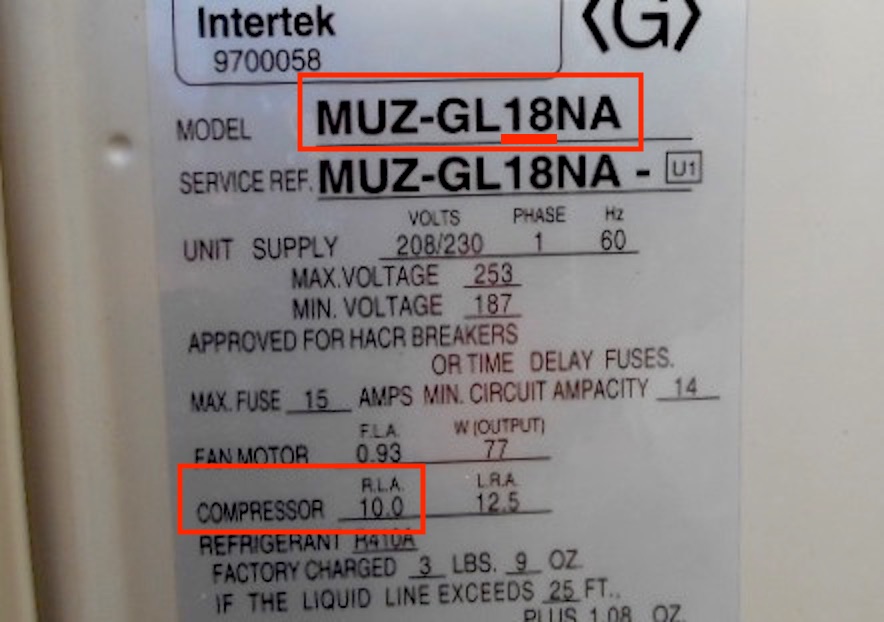 Intertek
〈G〉
9700058
MODEL MUZ-GL18NA
SERVICE REF. MUZ-GL18NA - U1
VOLTS PHASE Hz
UNIT SUPPLY 208/230 1 60
MAX.VOLTAGE 253
MIN. VOLTAGE 187
APPROVED FOR HACR BREAKERS
OR TIME DELAY FUSES.
MAX. FUSE 15 AMPS MIN. CIRCUIT AMPACITY 14
F.L.A. W (OUTPUT)
FAN MOTOR 0.93 77
R.L.A. L.R.A.
COMPRESSOR 10.0 12.5
REFRIGERANT R410A
FACTORY CHARGED 3 LBS. 9 OZ.
IF THE LIQUID LINE EXCEEDS 25 FT.,
PLUS 1.08 OZ.